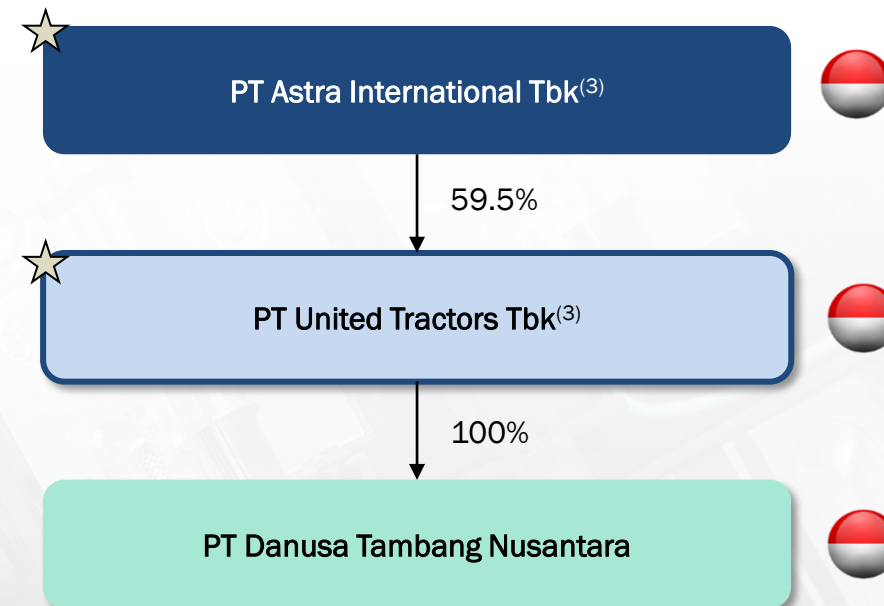 PT Astra International Tbk(3)
59.5%
PT United Tractors Tbk(3)
100%
PT Danusa Tambang Nusantara